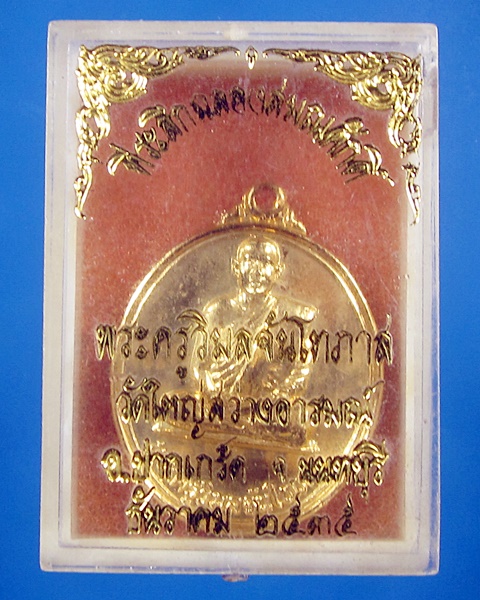 ที่ระลึกฉลองสมณศักดิ์
พระครูวิมลจันโทภาส
วัดใหญ่สว่างอารมณ์
อ.ปากเกร็ด จ.นนทบุรี
ธันวาคม ๒๕๓๕